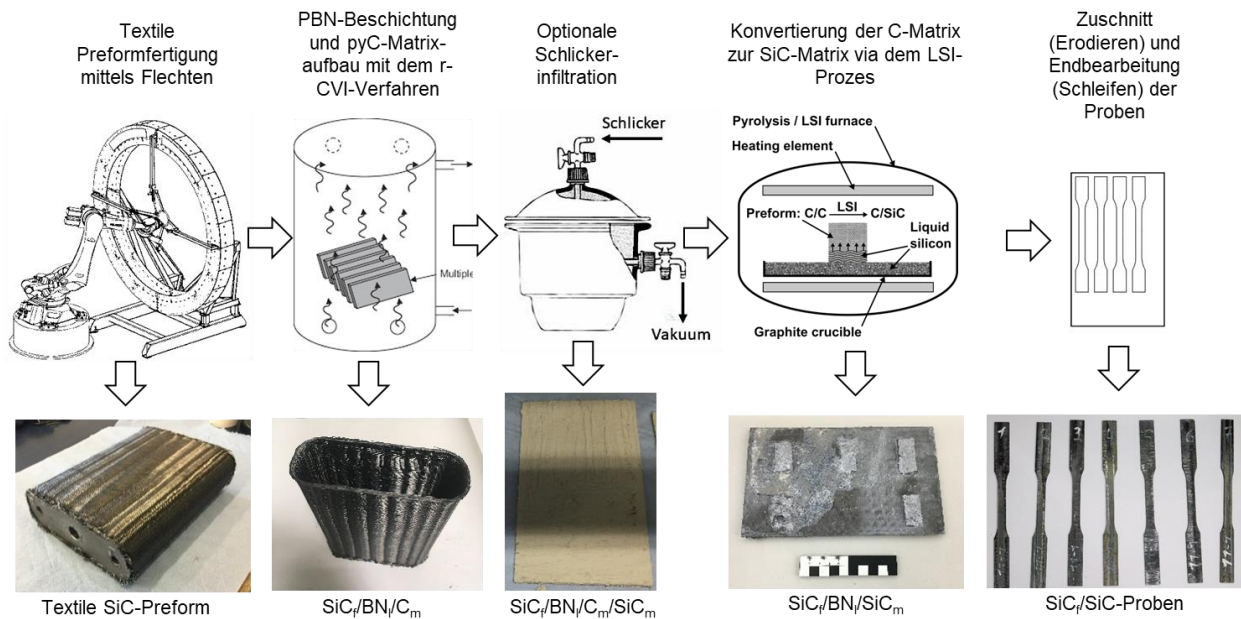 Textile
Preformfertigung
mittels Flechten
PBN-Beschichtung
und pyC-Matrix-
aufbau mit dem r-
CVI-Verfahren
Optionale
Schlicker-
infiltration
Konvertierung der C-Matrix
zur SiC-Matrix via dem LSI-
Prozes
Zuschnitt
(Erodieren) und
Endbearbeitung
(Schleifen) der
Proben
Multiple
Schlicker
Vakuum
Pyrolysis / LSI furnace
Heating element
LSI
Preform: C/C → C/SiC
Liquid
silicon
Graphite crucible
Textile SiC-Preform
SiCf/BNl/Cm
SiCf/BNl/Cm/SiCm
SiCf/BNl/SiCm
SiCf/SiC-Proben